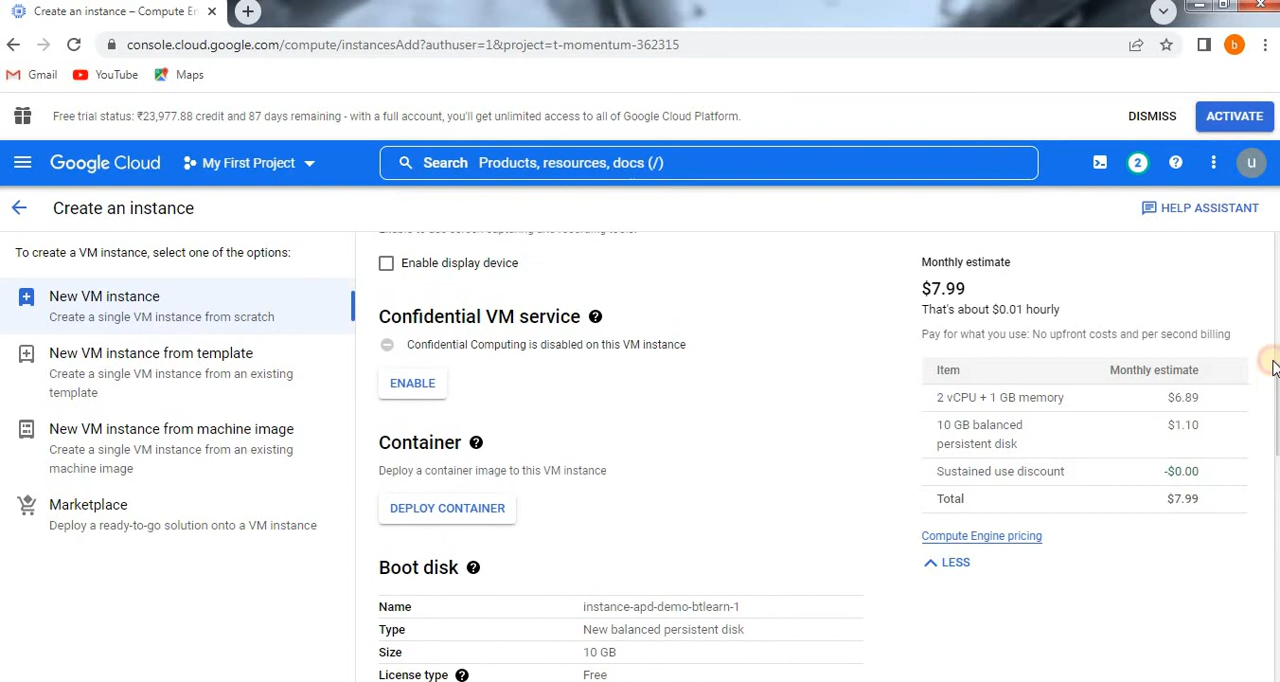 Create an instance – Compute En
console.cloud.google.com/compute/instancesAdd?authuser=1&project=t-momentum-362315
b
Gmail
YouTube
Maps
Free trial status: ₹23,977.88 credit and 87 days remaining - with a full account, you'll get unlimited access to all of Google Cloud Platform.
DISMISS
ACTIVATE
Google Cloud
My First Project
Search Products, resources, docs (/)
2
u
Create an instance
HELP ASSISTANT
To create a VM instance, select one of the options:
New VM instance
Create a single VM instance from scratch
New VM instance from template
Create a single VM instance from an existing
template
New VM instance from machine image
Create a single VM instance from an existing
machine image
Marketplace
Deploy a ready-to-go solution onto a VM instance
Enable to use screen capturing and recording tools.
Enable display device
Confidential VM service
Confidential Computing is disabled on this VM instance
ENABLE
Container
Deploy a container image to this VM instance
DEPLOY CONTAINER
Boot disk
Name instance-apd-demo-btlearn-1
Type New balanced persistent disk
Size 10 GB
License type Free
Monthly estimate
$7.99
That's about $0.01 hourly
Pay for what you use: No upfront costs and per second billing
Item Monthly estimate
2 vCPU + 1 GB memory $6.89
10 GB balanced $1.10
persistent disk
Sustained use discount -$0.00
Total $7.99
Compute Engine pricing
LESS